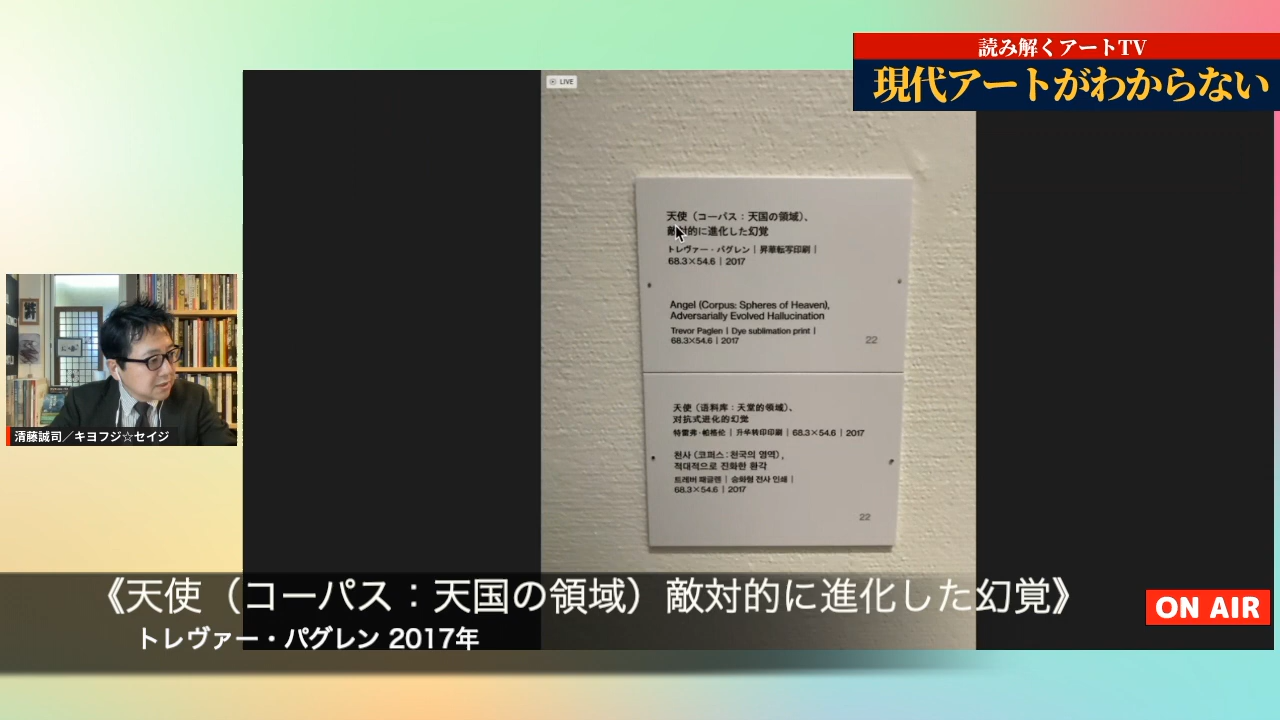 読み解くアートTV
現代アートがわからない
LIVE
天使（コーパス：天国の領域）、
敵対的に進化した幻覚
トレヴァー・パグレン｜昇華転写印刷｜
68.3×54.6｜2017
Angel (Corpus: Spheres of Heaven),
Adversarially Evolved Hallucination
Trevor Paglen | Dye sublimation print |
68.3×54.6 | 2017
22
天使（语料库：天堂的领域）、
对抗式进化的幻觉
特雷弗·帕格伦｜升华转印印刷｜68.3×54.6｜2017
천사 (코퍼스: 천국의 영역),
적대적으로 진화한 환각
트레버 패글렌｜승화형 전사 인쇄｜
68.3×54.6｜2017
22
清藤誠司／キヨフジ☆セイジ
《天使（コーパス：天国の領域）敵対的に進化した幻覚》
トレヴァー・パグレン 2017年
ON AIR